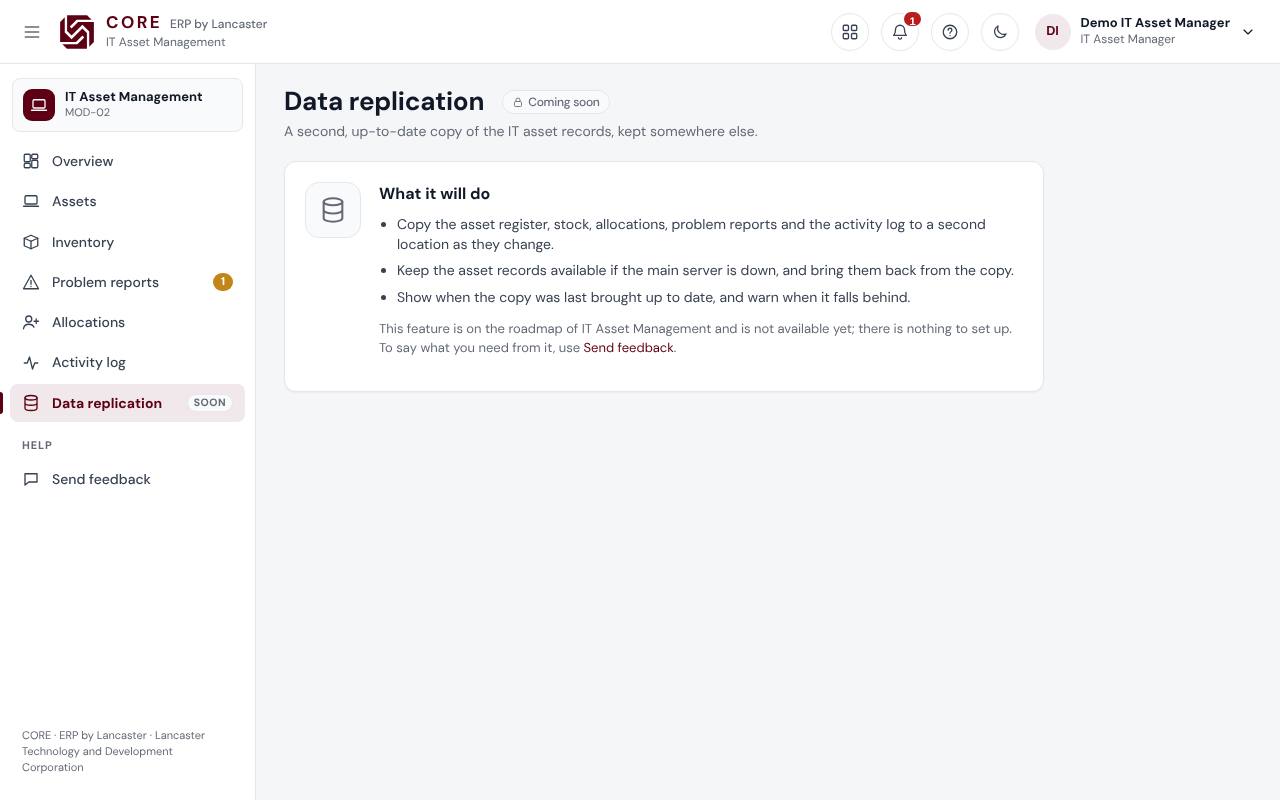 CORE ERP by Lancaster
IT Asset Management
1
DI
Demo IT Asset Manager
IT Asset Manager
IT Asset Management
MOD-02
Overview
Assets
Inventory
Problem reports 1
Allocations
Activity log
Data replication SOON
HELP
Send feedback
CORE · ERP by Lancaster · Lancaster
Technology and Development
Corporation
Data replication Coming soon
A second, up-to-date copy of the IT asset records, kept somewhere else.
What it will do
• Copy the asset register, stock, allocations, problem reports and the activity log to a second
location as they change.
• Keep the asset records available if the main server is down, and bring them back from the copy.
• Show when the copy was last brought up to date, and warn when it falls behind.
This feature is on the roadmap of IT Asset Management and is not available yet; there is nothing to set up.
To say what you need from it, use Send feedback.